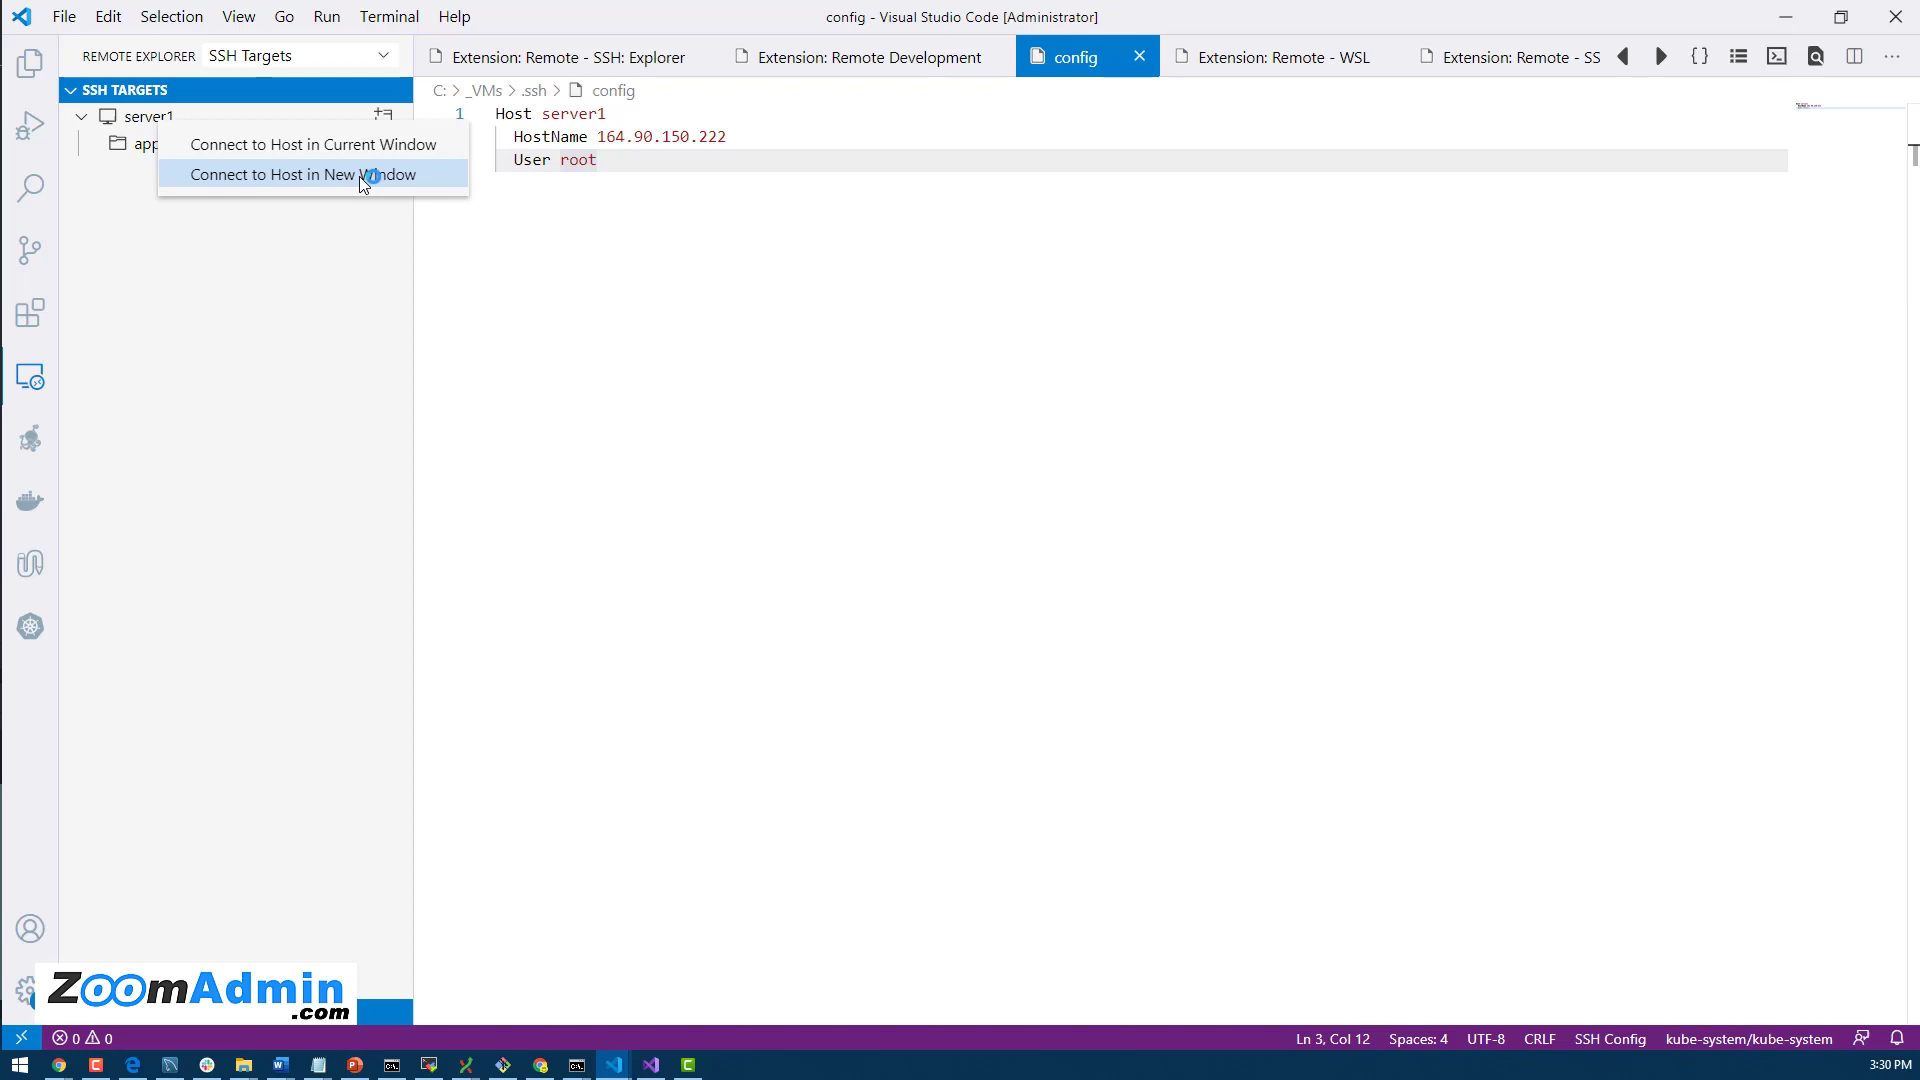 File Edit Selection View Go Run Terminal Help
config - Visual Studio Code [Administrator]
REMOTE EXPLORER SSH Targets
Extension: Remote - SSH: Explorer
Extension: Remote Development
config
Extension: Remote - WSL
Extension: Remote - SS
SSH TARGETS
C: > _VMs > .ssh > config
server1
app
Connect to Host in Current Window
Connect to Host in New Window
1 Host server1
HostName 164.90.150.222
User root
ZoomAdmin
.com
0 0
Ln 3, Col 12 Spaces: 4 UTF-8 CRLF SSH Config kube-system/kube-system
3:30 PM